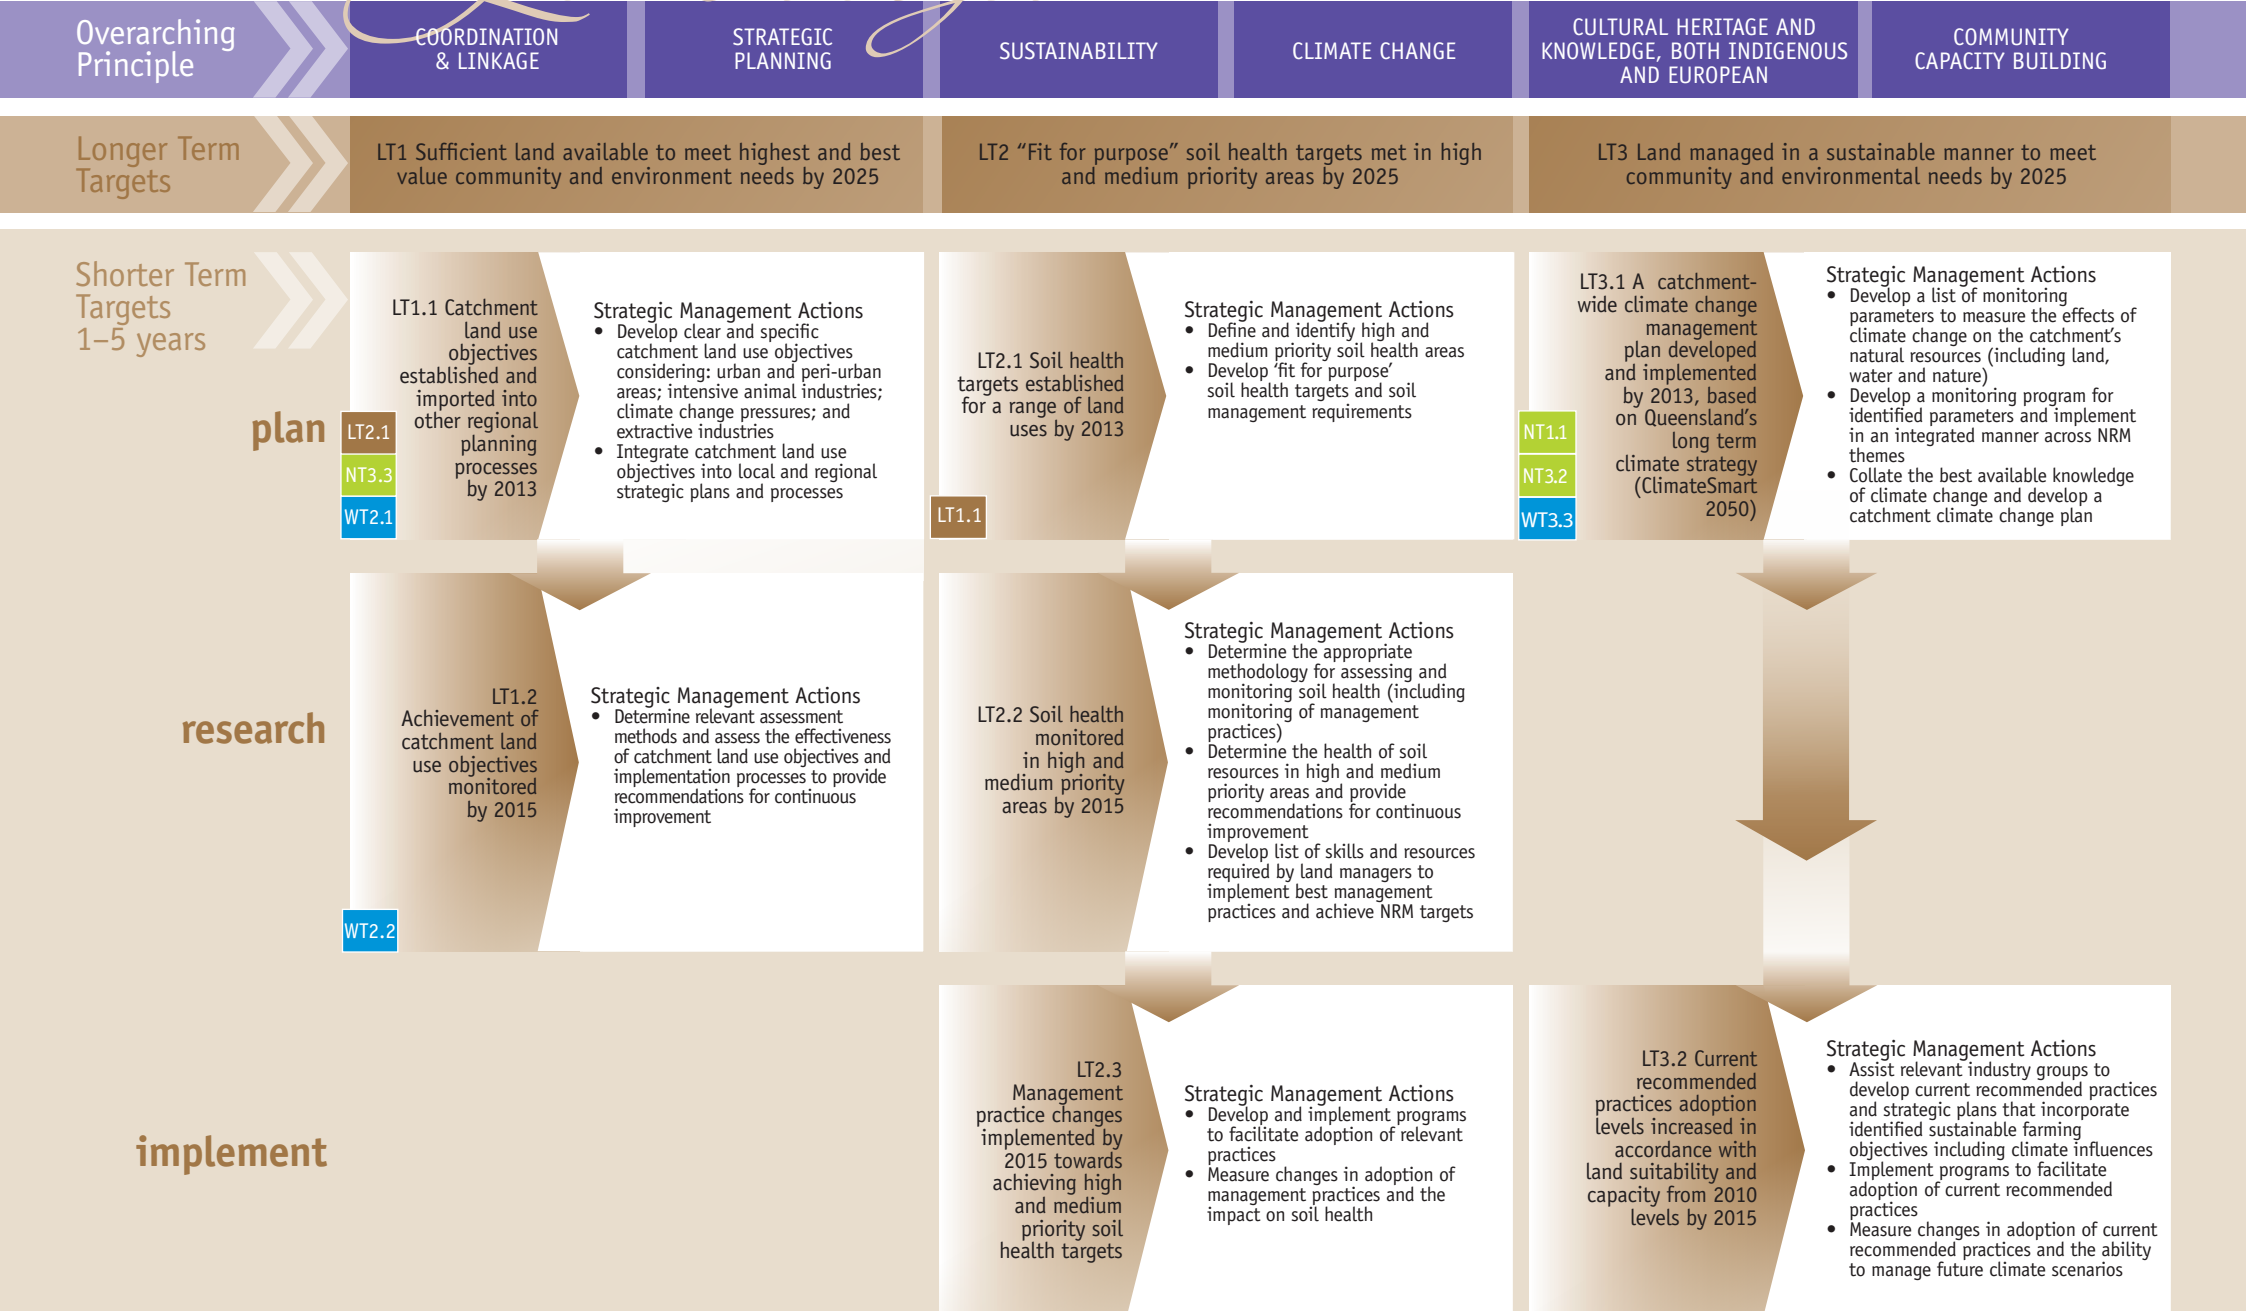 Overarching
Principle
COORDINATION
& LINKAGE
STRATEGIC
PLANNING
SUSTAINABILITY
CLIMATE CHANGE
CULTURAL HERITAGE AND
KNOWLEDGE, BOTH INDIGENOUS
AND EUROPEAN
COMMUNITY
CAPACITY BUILDING
Longer Term
Targets
LT1 Sufficient land available to meet highest and best
value community and environment needs by 2025
LT2 “Fit for purpose” soil health targets met in high
and medium priority areas by 2025
LT3 Land managed in a sustainable manner to meet
community and environmental needs by 2025
Shorter Term
Targets
1–5 years
plan
LT1.1 Catchment
land use
objectives
established and
imported into
other regional
planning
processes
by 2013
LT2.1
NT3.3
WT2.1
Strategic Management Actions
• Develop clear and specific
catchment land use objectives
considering: urban and peri-urban
areas; intensive animal industries;
climate change pressures; and
extractive industries
• Integrate catchment land use
objectives into local and regional
strategic plans and processes
LT2.1 Soil health
targets established
for a range of land
uses by 2013
LT1.1
Strategic Management Actions
• Define and identify high and
medium priority soil health areas
• Develop ‘fit for purpose’
soil health targets and soil
management requirements
LT3.1 A catchment-
wide climate change
management
plan developed
and implemented
by 2013, based
on Queensland’s
long term
climate strategy
(ClimateSmart
2050)
NT1.1
NT3.2
WT3.3
Strategic Management Actions
• Develop a list of monitoring
parameters to measure the effects of
climate change on the catchment’s
natural resources (including land,
water and nature)
• Develop a monitoring program for
identified parameters and implement
in an integrated manner across NRM
themes
• Collate the best available knowledge
of climate change and develop a
catchment climate change plan
research
LT1.2
Achievement of
catchment land
use objectives
monitored
by 2015
WT2.2
Strategic Management Actions
• Determine relevant assessment
methods and assess the effectiveness
of catchment land use objectives and
implementation processes to provide
recommendations for continuous
improvement
LT2.2 Soil health
monitored
in high and
medium priority
areas by 2015
Strategic Management Actions
• Determine the appropriate
methodology for assessing and
monitoring soil health (including
monitoring of management
practices)
• Determine the health of soil
resources in high and medium
priority areas and provide
recommendations for continuous
improvement
• Develop list of skills and resources
required by land managers to
implement best management
practices and achieve NRM targets
implement
LT2.3
Management
practice changes
implemented by
2015 towards
achieving high
and medium
priority soil
health targets
Strategic Management Actions
• Develop and implement programs
to facilitate adoption of relevant
practices
• Measure changes in adoption of
management practices and the
impact on soil health
LT3.2 Current
recommended
practices adoption
levels increased in
accordance with
land suitability and
capacity from 2010
levels by 2015
Strategic Management Actions
• Assist relevant industry groups to
develop current recommended practices
and strategic plans that incorporate
identified sustainable farming
objectives including climate influences
• Implement programs to facilitate
adoption of current recommended
practices
• Measure changes in adoption of current
recommended practices and the ability
to manage future climate scenarios